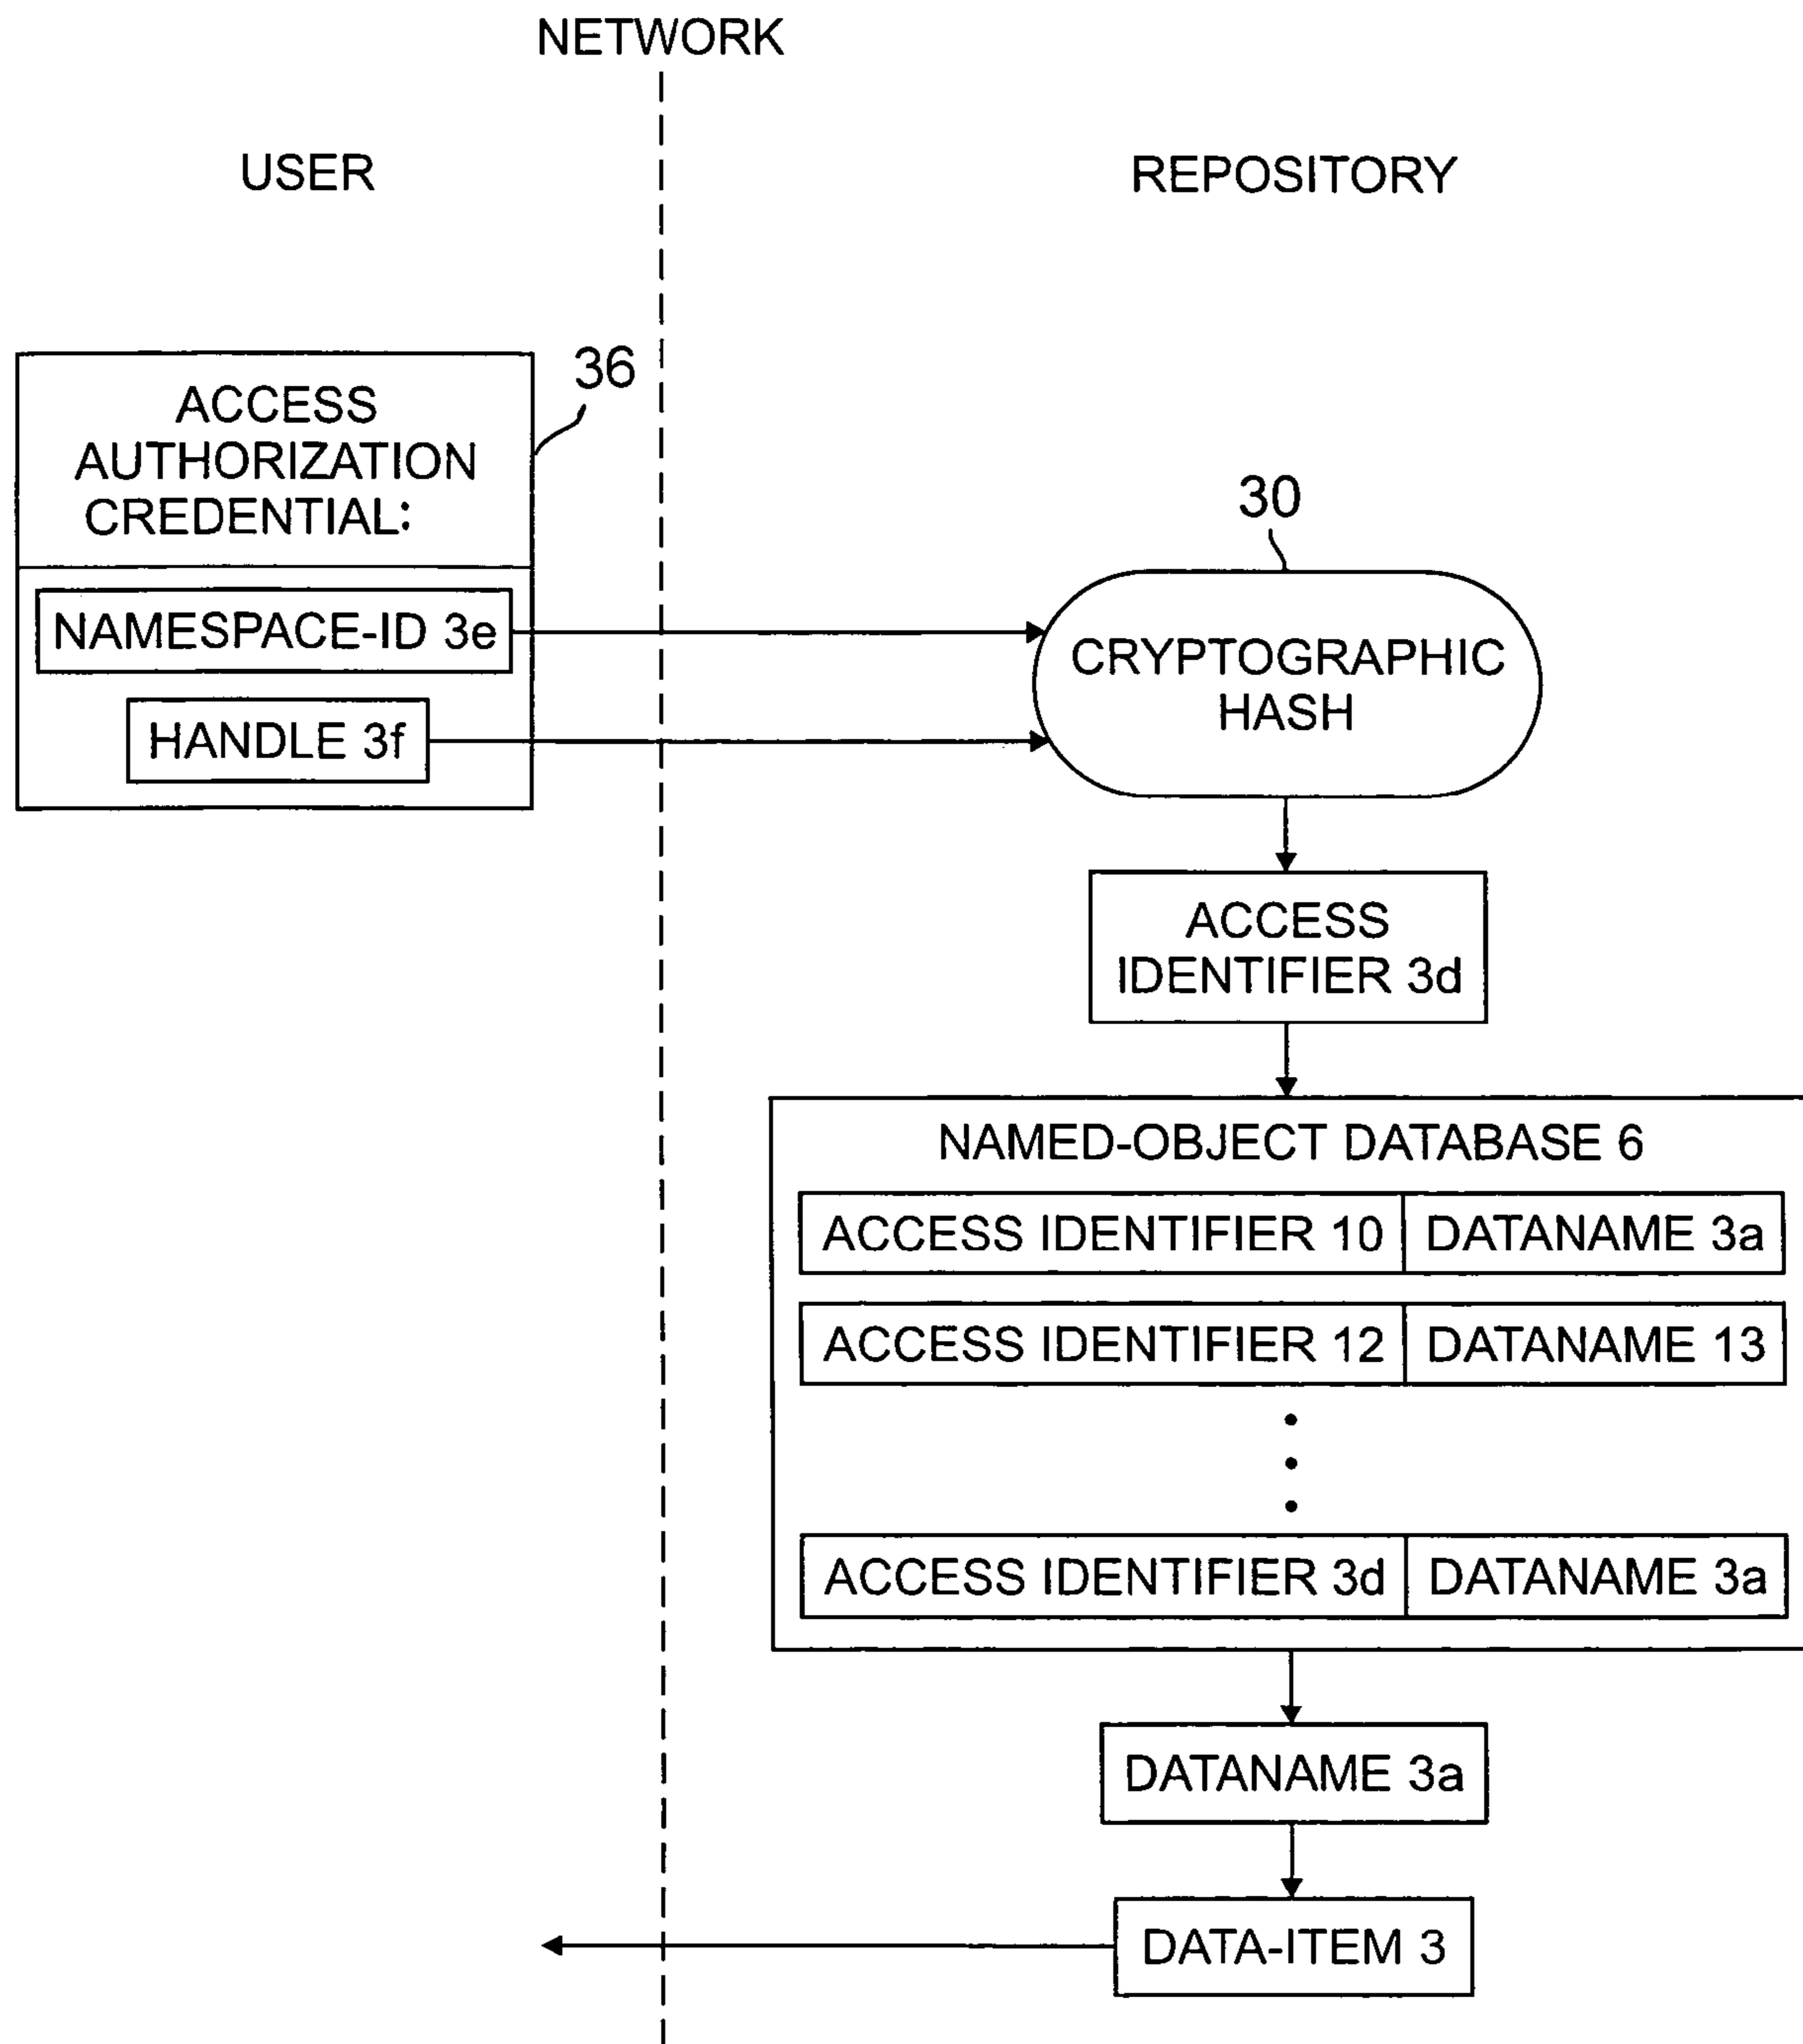 NETWORK
USER
REPOSITORY
36
ACCESS
AUTHORIZATION
CREDENTIAL:
NAMESPACE-ID 3e
HANDLE 3f
30
CRYPTOGRAPHIC
HASH
ACCESS
IDENTIFIER 3d
NAMED-OBJECT DATABASE 6
ACCESS IDENTIFIER 10 DATANAME 3a
ACCESS IDENTIFIER 12 DATANAME 13
ACCESS IDENTIFIER 3d DATANAME 3a
DATANAME 3a
DATA-ITEM 3